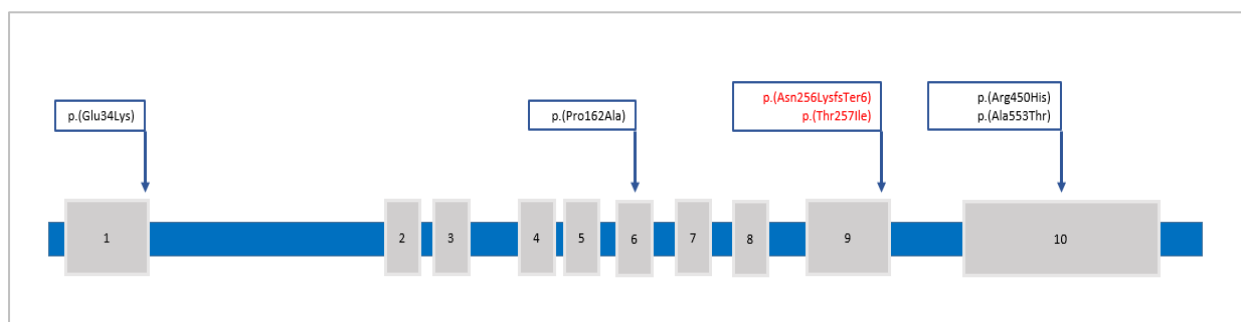 p.(Glu34Lys)
p.(Pro162Ala)
p.(Asn256LysfsTer6)
p.(Thr257Ile)
p.(Arg450His)
p.(Ala553Thr)
1
2
3
4
5
6
7
8
9
10